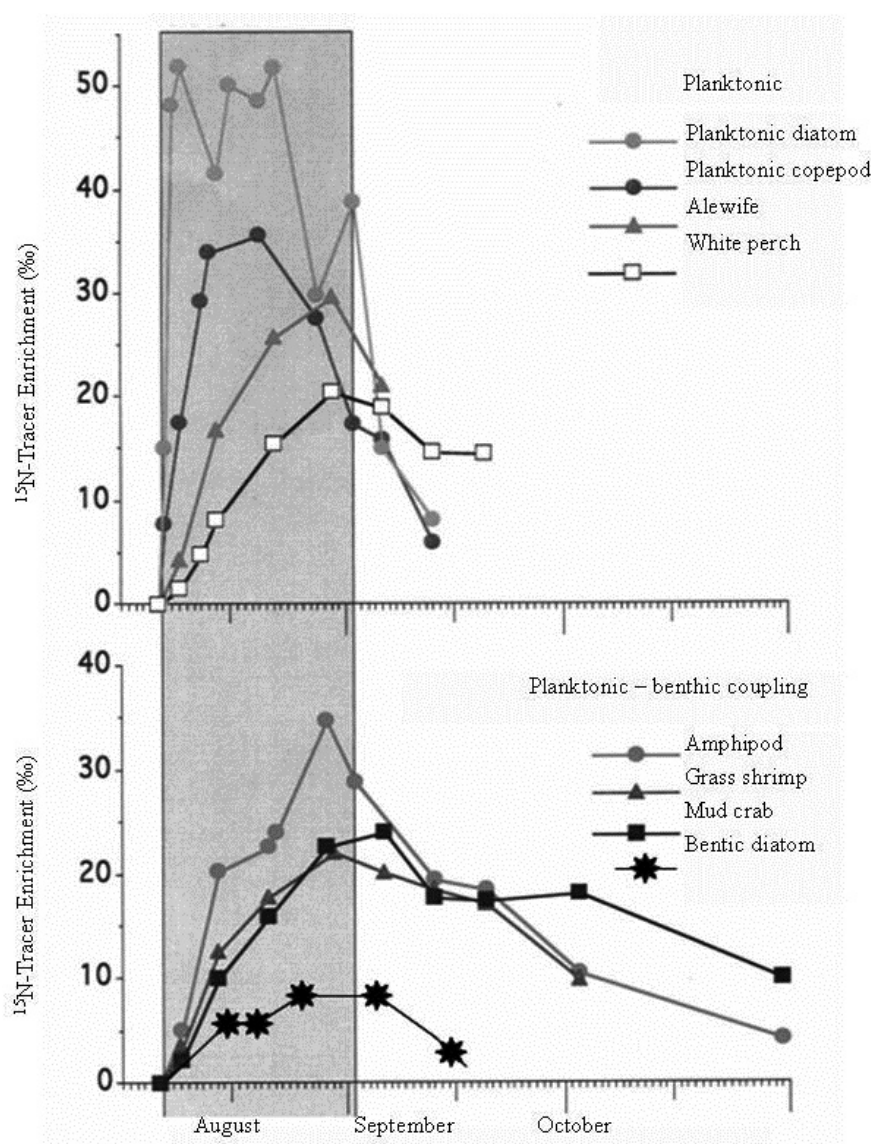 50
40
30
20
10
0
¹⁵N-Tracer Enrichment (‰)
Planktonic
Planktonic diatom
Planktonic copepod
Alewife
White perch
40
30
20
10
0
¹⁵N-Tracer Enrichment (‰)
Planktonic – benthic coupling
Amphipod
Grass shrimp
Mud crab
Bentic diatom
August September October